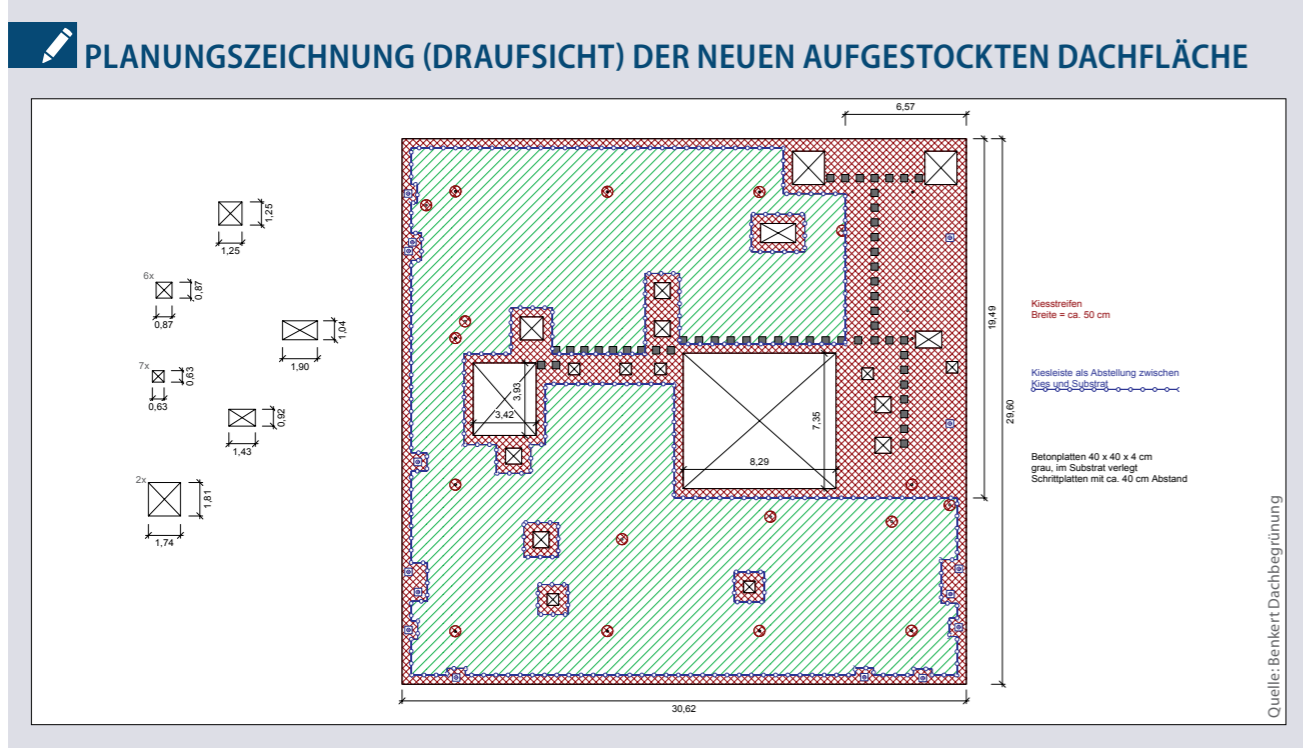 PLANUNGSZEICHNUNG (DRAUFSICHT) DER NEUEN AUFGESTOCKTEN DACHFLÄCHE
6,57
1,25
1,25
6x
0,87
0,87
1,04
1,90
7x
0,63
0,63
0,92
1,43
2x
1,81
1,74
3,93
3,42
7,35
8,29
19,49
29,60
30,62
Kiesstreifen
Breite = ca. 50 cm
Kiesleiste als Abstellung zwischen
Kies und Substrat
Betonplatten 40 x 40 x 4 cm
grau, im Substrat verlegt
Schrittplatten mit ca. 40 cm Abstand
Quelle: Benkert Dachbegrünung